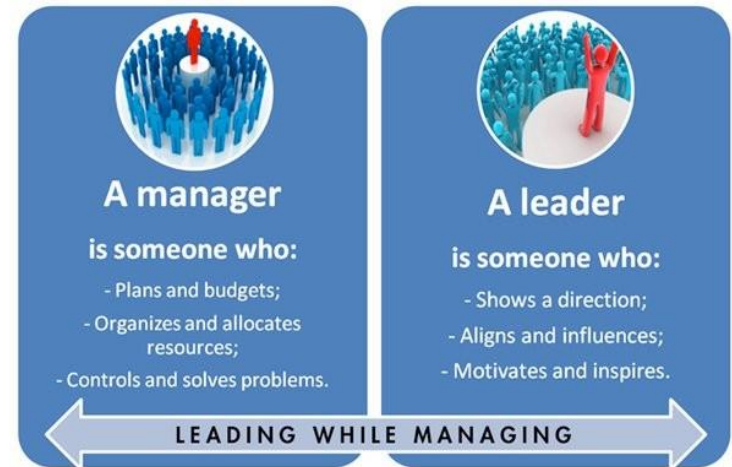 A manager
is someone who:
- Plans and budgets;
- Organizes and allocates
resources;
- Controls and solves problems.
A leader
is someone who:
- Shows a direction;
- Aligns and influences;
- Motivates and inspires.
LEADING WHILE MANAGING